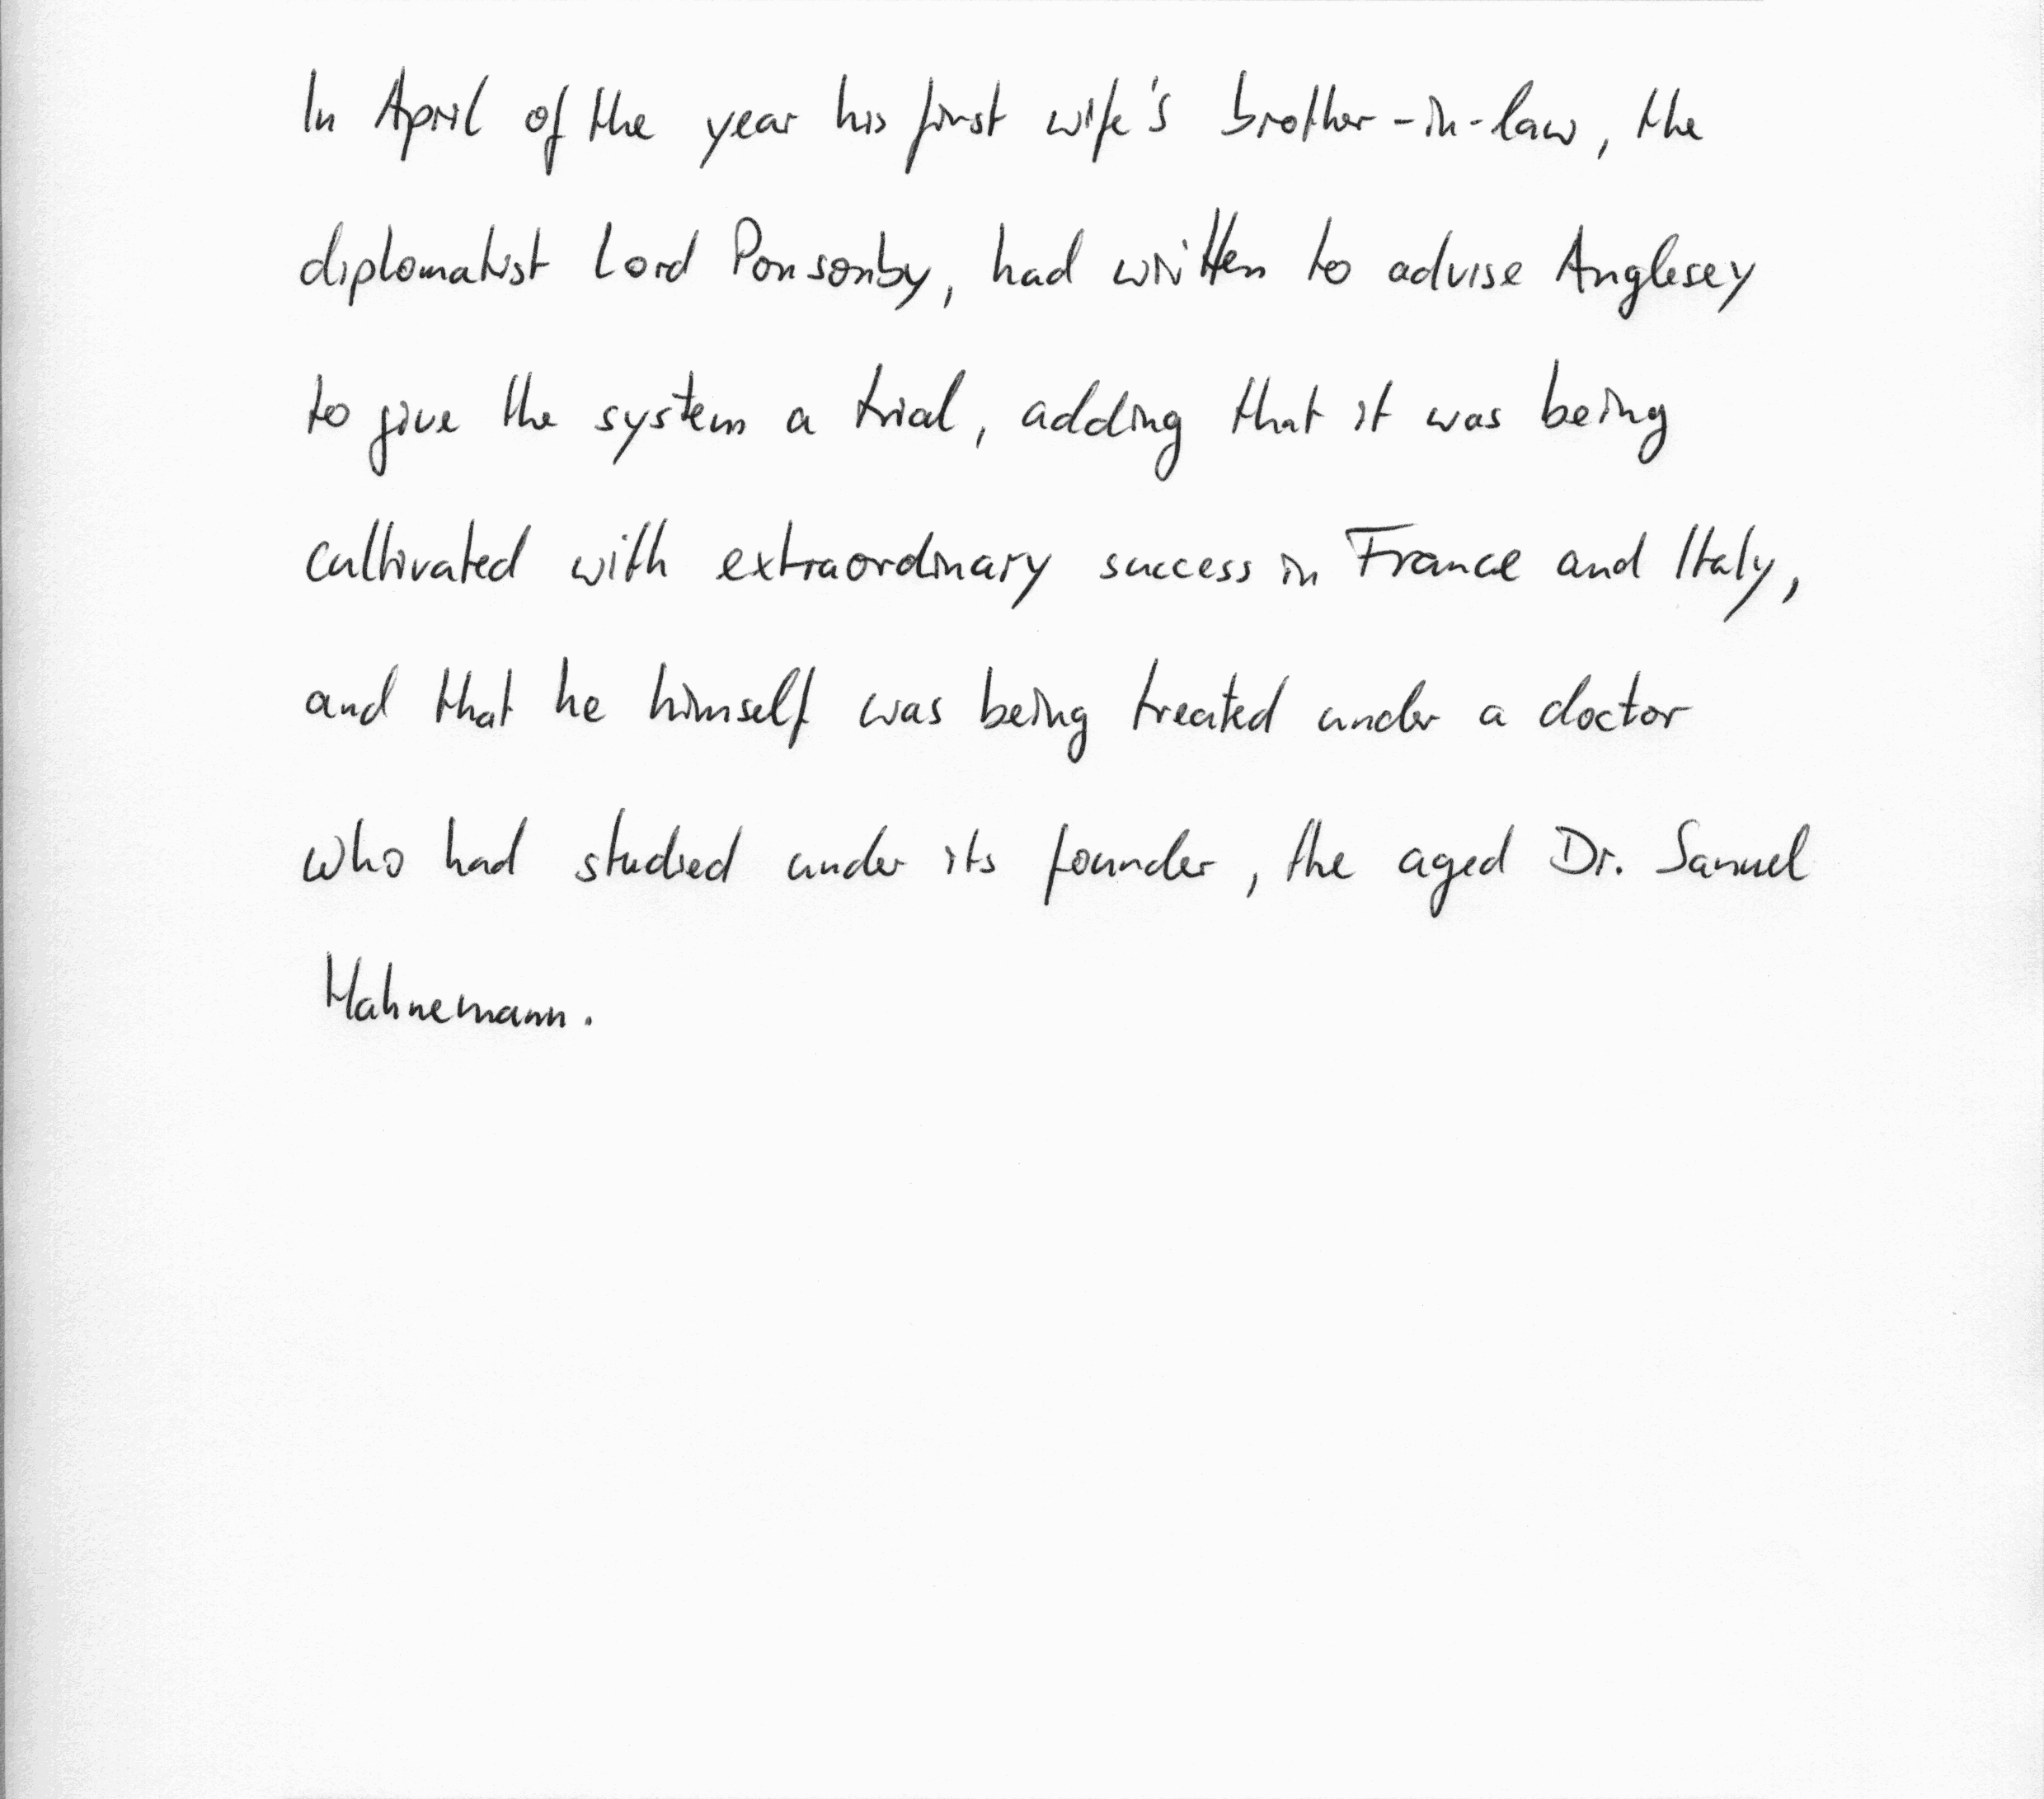 In April of the year his first wife's brother-in-law, the
diplomatist Lord Ponsonby, had written to advise Anglesey
to give the system a trial, adding that it was being
cultivated with extraordinary success in France and Italy,
and that he himself was being treated under a doctor
who had studied under its founder, the aged Dr. Samuel
Hahnemann.